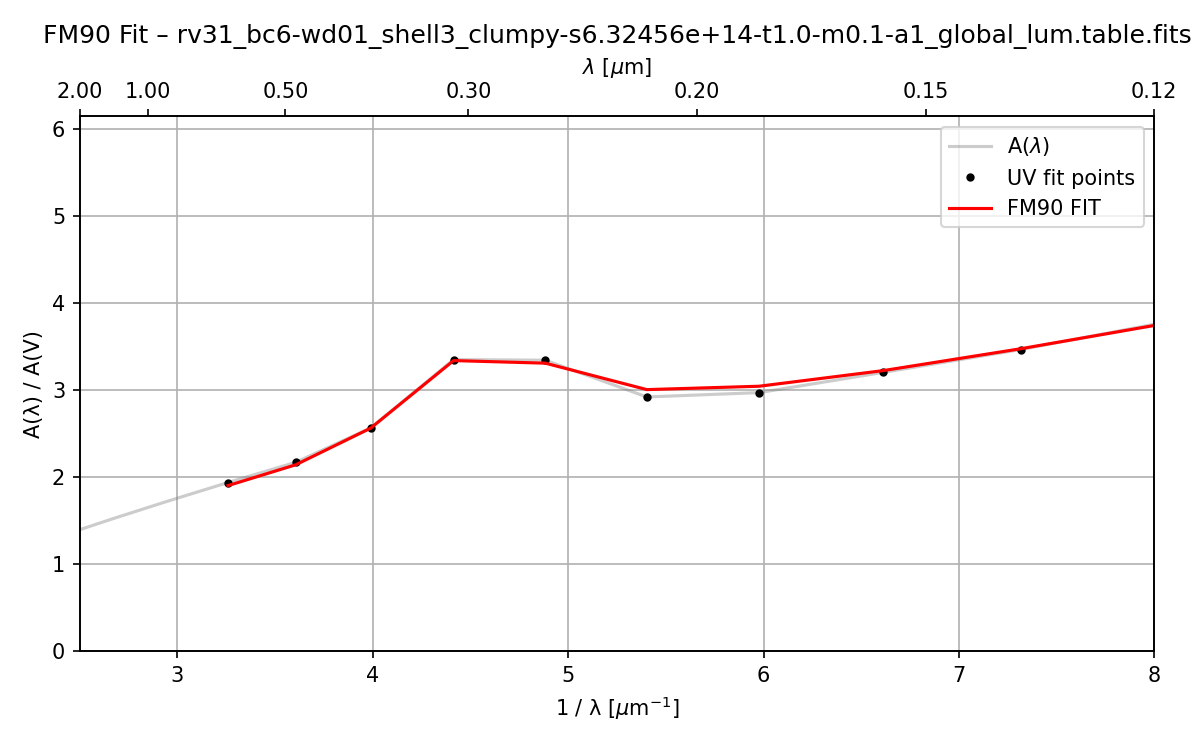 FM90 Fit – rv31_bc6-wd01_shell3_clumpy-s6.32456e+14-t1.0-m0.1-a1_global_lum.table.fits
λ [μm]
2.00 1.00 0.50 0.30 0.20 0.15 0.12
A(λ)
UV fit points
FM90 FIT
A(λ) / A(V)
6
5
4
3
2
1
0
3 4 5 6 7 8
1 / λ [μm⁻¹]